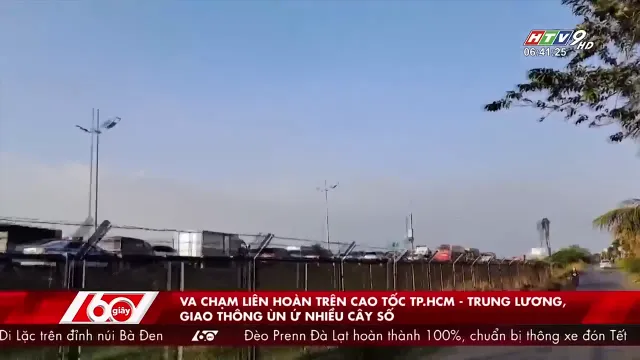 HTV9 HD
06:41:25
60 giây
VA CHẠM LIÊN HOÀN TRÊN CAO TỐC TP.HCM - TRUNG LƯƠNG,
GIAO THÔNG ÙN Ứ NHIỀU CÂY SỐ
Di Lặc trên đỉnh núi Bà Đen
Đèo Prenn Đà Lạt hoàn thành 100%, chuẩn bị thông xe đón Tết